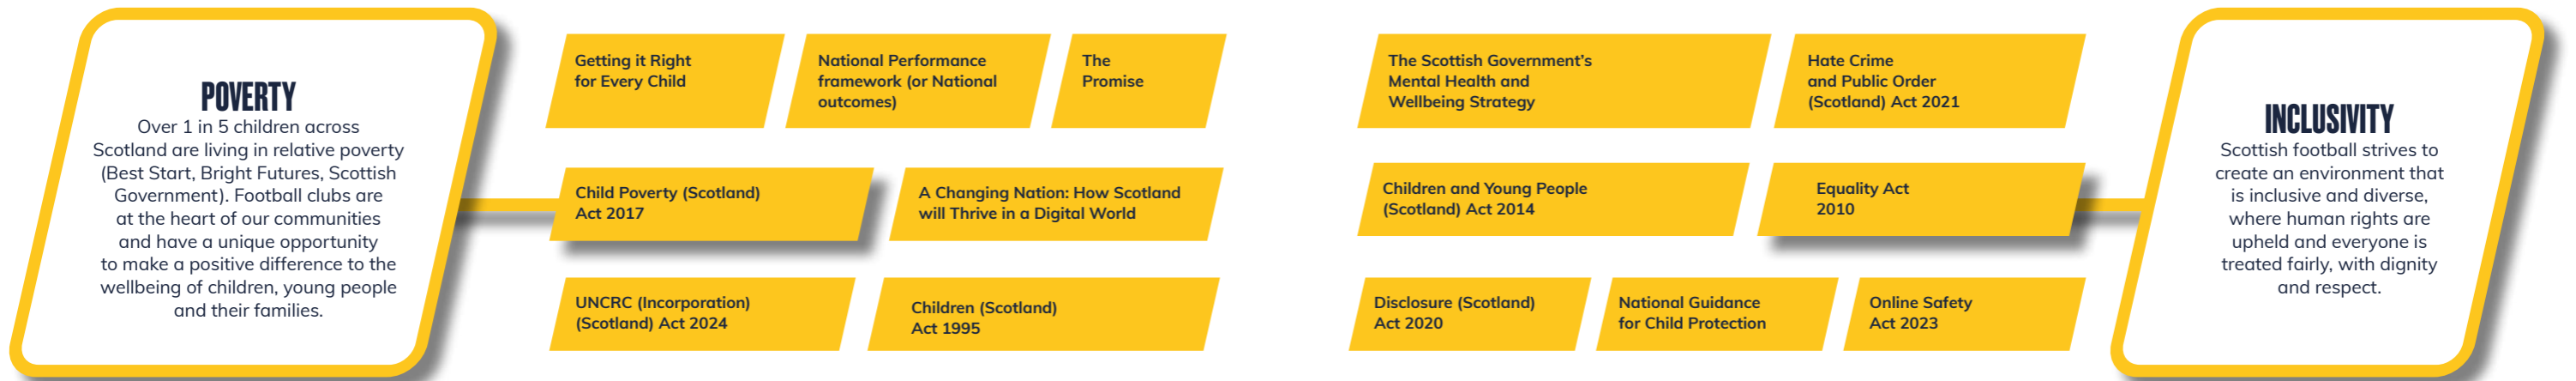 POVERTY
Over 1 in 5 children across
Scotland are living in relative poverty
(Best Start, Bright Futures, Scottish
Government). Football clubs are
at the heart of our communities
and have a unique opportunity
to make a positive difference to the
wellbeing of children, young people
and their families.
Getting it Right
for Every Child
National Performance
framework (or National
outcomes)
The
Promise
Child Poverty (Scotland)
Act 2017
A Changing Nation: How Scotland
will Thrive in a Digital World
UNCRC (Incorporation)
(Scotland) Act 2024
Children (Scotland)
Act 1995
The Scottish Government's
Mental Health and
Wellbeing Strategy
Hate Crime
and Public Order
(Scotland) Act 2021
Children and Young People
(Scotland) Act 2014
Equality Act
2010
Disclosure (Scotland)
Act 2020
National Guidance
for Child Protection
Online Safety
Act 2023
INCLUSIVITY
Scottish football strives to
create an environment that
is inclusive and diverse,
where human rights are
upheld and everyone is
treated fairly, with dignity
and respect.